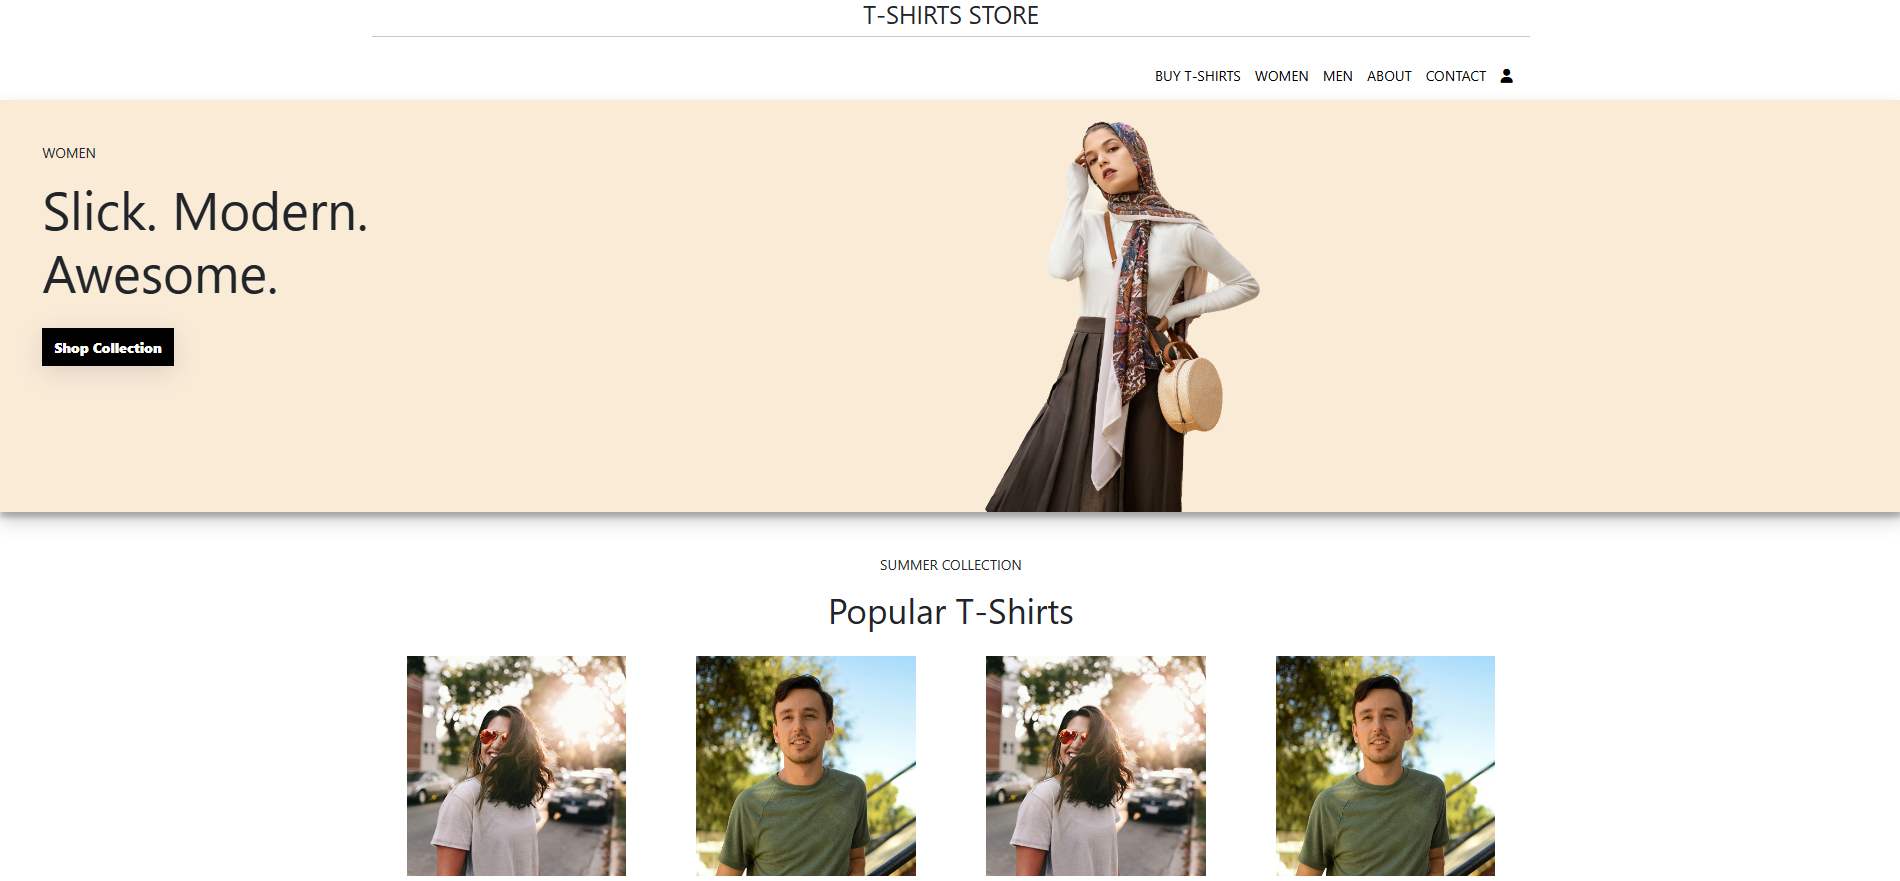 T-SHIRTS STORE
BUY T-SHIRTS WOMEN MEN ABOUT CONTACT
WOMEN
Slick. Modern.
Awesome.
Shop Collection
SUMMER COLLECTION
Popular T-Shirts